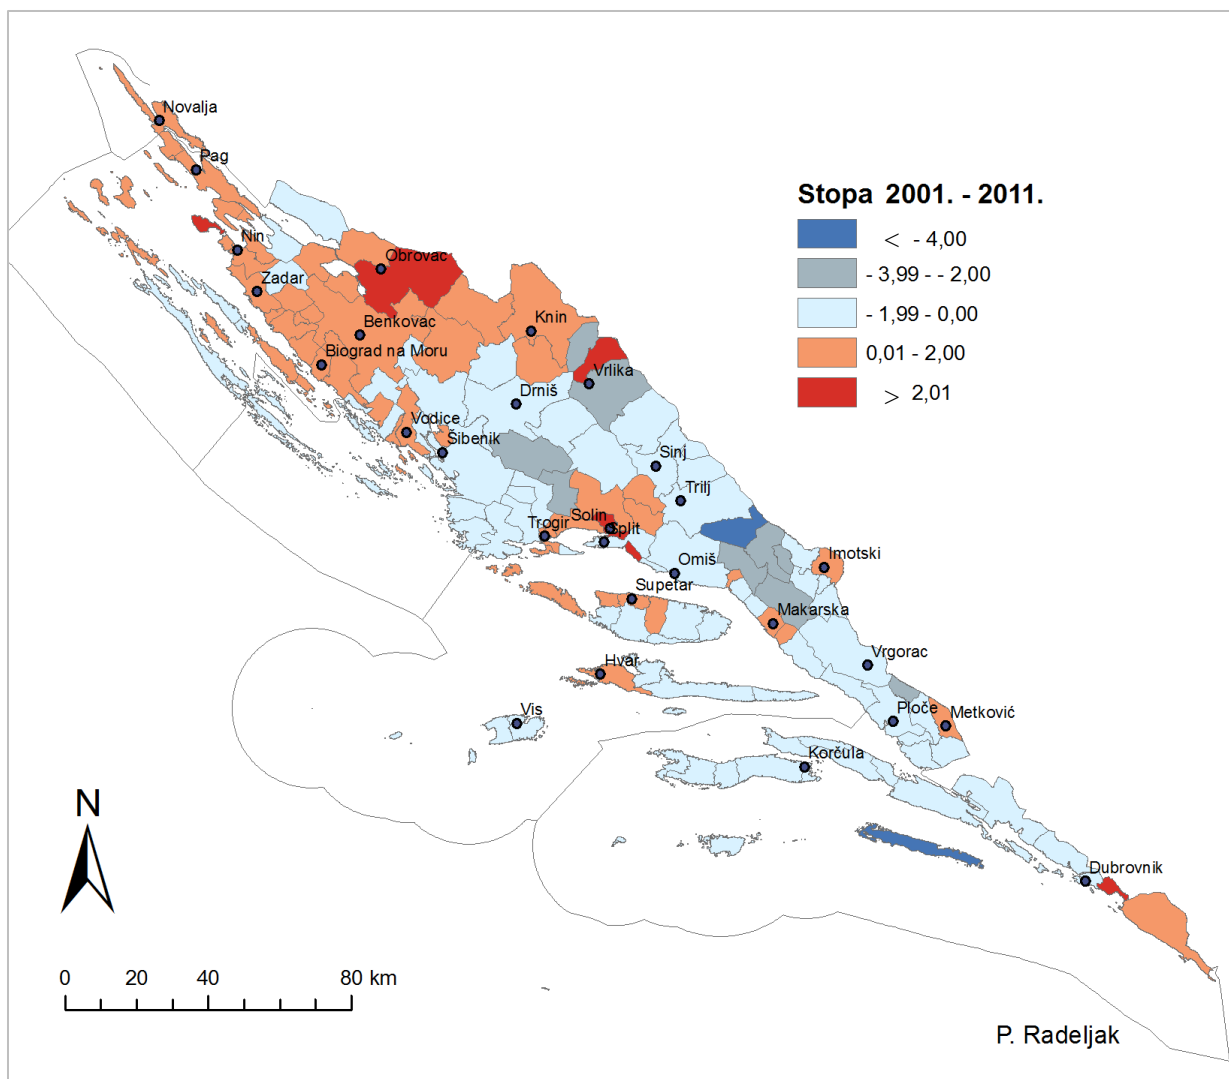 Novalja
Pag
Stopa 2001. - 2011.
< - 4,00
- 3,99 - - 2,00
- 1,99 - 0,00
0,01 - 2,00
> 2,01
Nin
Obrovac
Zadar
Benkovac
Knin
Biograd na Moru
Vrlika
Drniš
Vodice
Šibenik
Sinj
Trilj
Solin
Trogir
Split
Omiš
Imotski
Supetar
Makarska
Vrgorac
Hvar
Vis
Ploče
Metković
Korčula
N
Dubrovnik
0 20 40 80 km
P. Radeljak